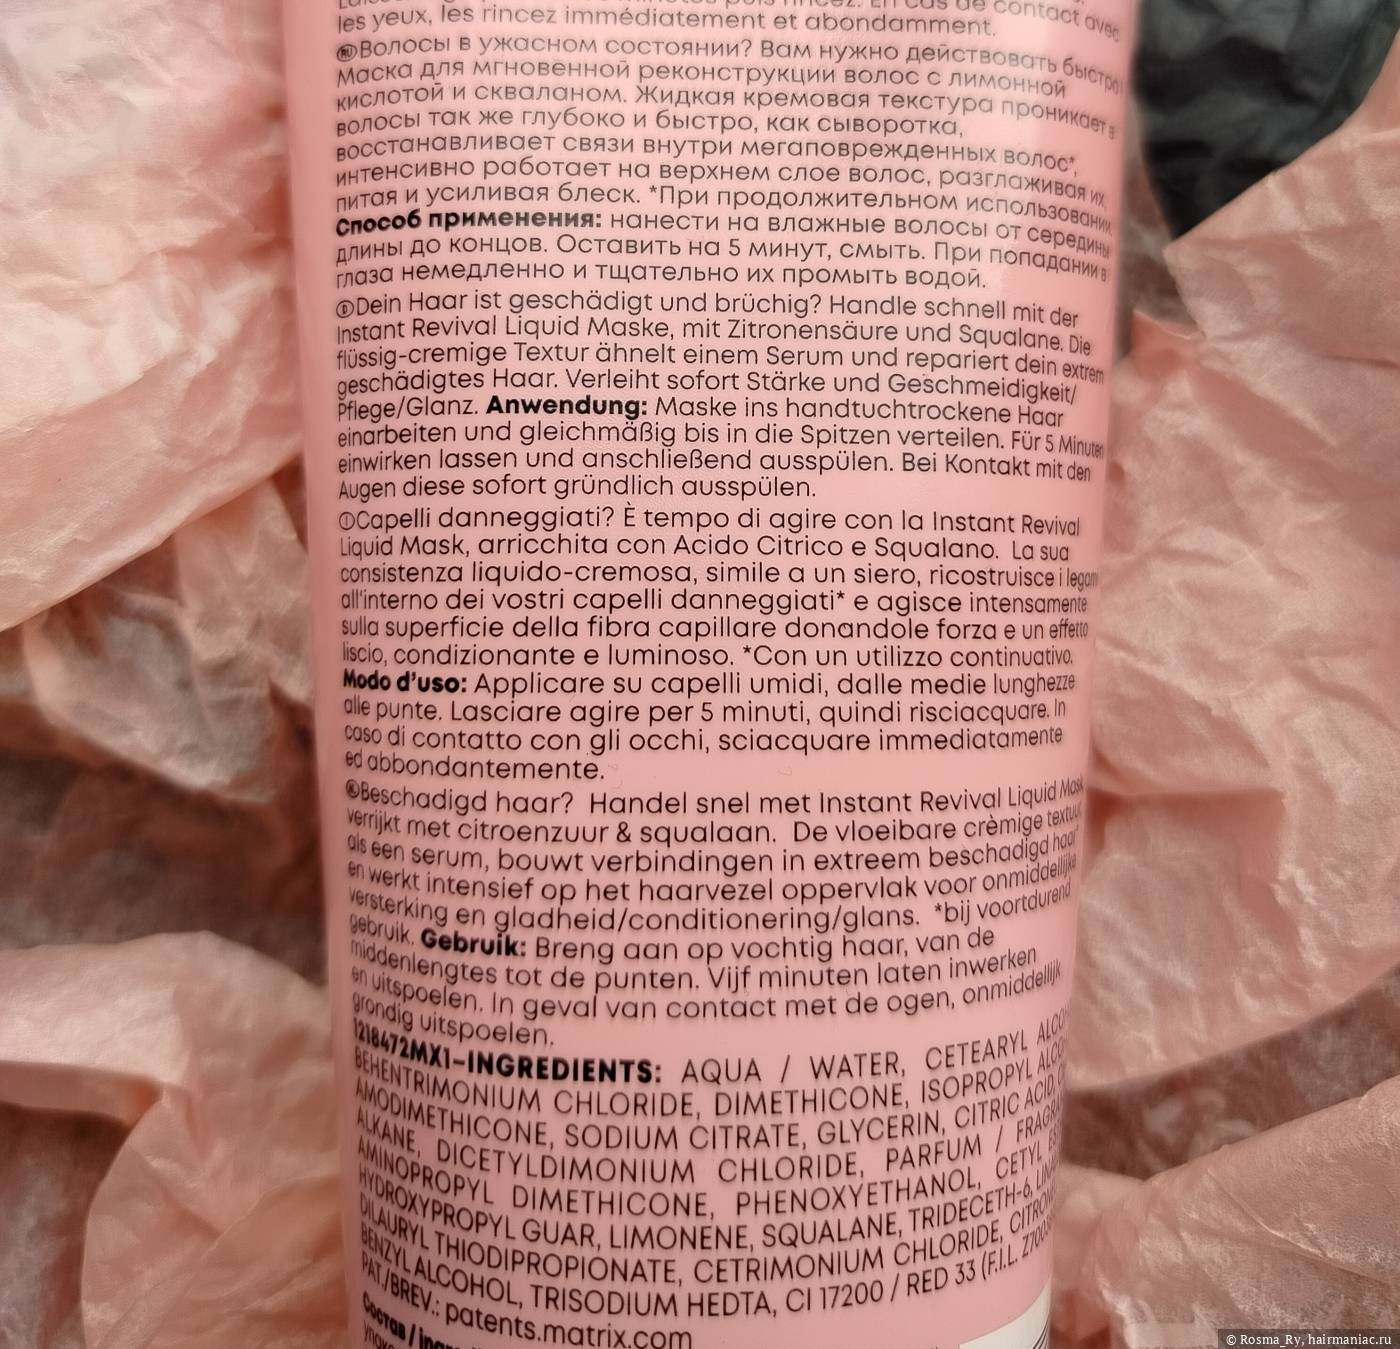 les yeux, les rincez immédiatement et abondamment.
Волосы в ужасном состоянии? Вам нужно действовать быстро!
Маска для мгновенной реконструкции волос с лимонной
кислотой и скваланом. Жидкая кремовая текстура проникает в
волосы так же глубоко и быстро, как сыворотка,
восстанавливает связи внутри мегаповрежденных волос*,
интенсивно работает на верхнем слое волос, разглаживая их,
питая и усиливая блеск. *При продолжительном использовании
Способ применения: нанести на влажные волосы от середины
длины до концов. Оставить на 5 минут, смыть. При попадании в
глаза немедленно и тщательно их промыть водой.
Ⓓ Dein Haar ist geschädigt und brüchig? Handle schnell mit der
Instant Revival Liquid Maske, mit Zitronensäure und Squalane. Die
flüssig-cremige Textur ähnelt einem Serum und repariert dein extrem
geschädigtes Haar. Verleiht sofort Stärke und Geschmeidigkeit/
Pflege/Glanz. Anwendung: Maske ins handtuchtrockene Haar
einarbeiten und gleichmäßig bis in die Spitzen verteilen. Für 5 Minuten
einwirken lassen und anschließend ausspülen. Bei Kontakt mit den
Augen diese sofort gründlich ausspülen.
Ⓘ Capelli danneggiati? È tempo di agire con la Instant Revival
Liquid Mask, arricchita con Acido Citrico e Squalano. La sua
consistenza liquido-cremosa, simile a un siero, ricostruisce i legami
all'interno dei vostri capelli danneggiati* e agisce intensamente
sulla superficie della fibra capillare donandole forza e un effetto
liscio, condizionante e luminoso. *Con un utilizzo continuativo.
Modo d'uso: Applicare su capelli umidi, dalle medie lunghezze
alle punte. Lasciare agire per 5 minuti, quindi risciacquare. In
caso di contatto con gli occhi, sciacquare immediatamente
ed abbondantemente.
Beschadigd haar? Handel snel met Instant Revival Liquid Mask
verrijkt met citroenzuur & squalaan. De vloeibare crèmige textuur,
als een serum, bouwt verbindingen in extreem beschadigd haar*
en werkt intensief op het haarvezel oppervlak voor onmiddellijke
versterking en gladheid/conditionering/glans. *bij voortdurend
gebruik. Gebruik: Breng aan op vochtig haar, van de
middenlengtes tot de punten. Vijf minuten laten inwerken
en uitspoelen. In geval van contact met de ogen, onmiddellijk
grondig uitspoelen.
1218472MX1-INGREDIENTS: AQUA / WATER, CETEARYL
BEHENTRIMONIUM CHLORIDE, DIMETHICONE, ISOPROPYL
AMODIMETHICONE, SODIUM CITRATE, GLYCERIN, CITRIC ACID,
ALKANE, DICETYLDIMONIUM CHLORIDE, PARFUM /
AMINOPROPYL DIMETHICONE, PHENOXYETHANOL, CETYL
HYDROXYPROPYL GUAR, LIMONENE, SQUALANE, TRIDECETH-6,
DILAURYL THIODIPROPIONATE, CETRIMONIUM CHLORIDE,
BENZYL ALCOHOL, TRISODIUM HEDTA, CI 17200 / RED 33 (F.I.L.
PAT./BREV.: patents.matrix.com
Состав /
© Rosma_Ry, hairmaniac.ru